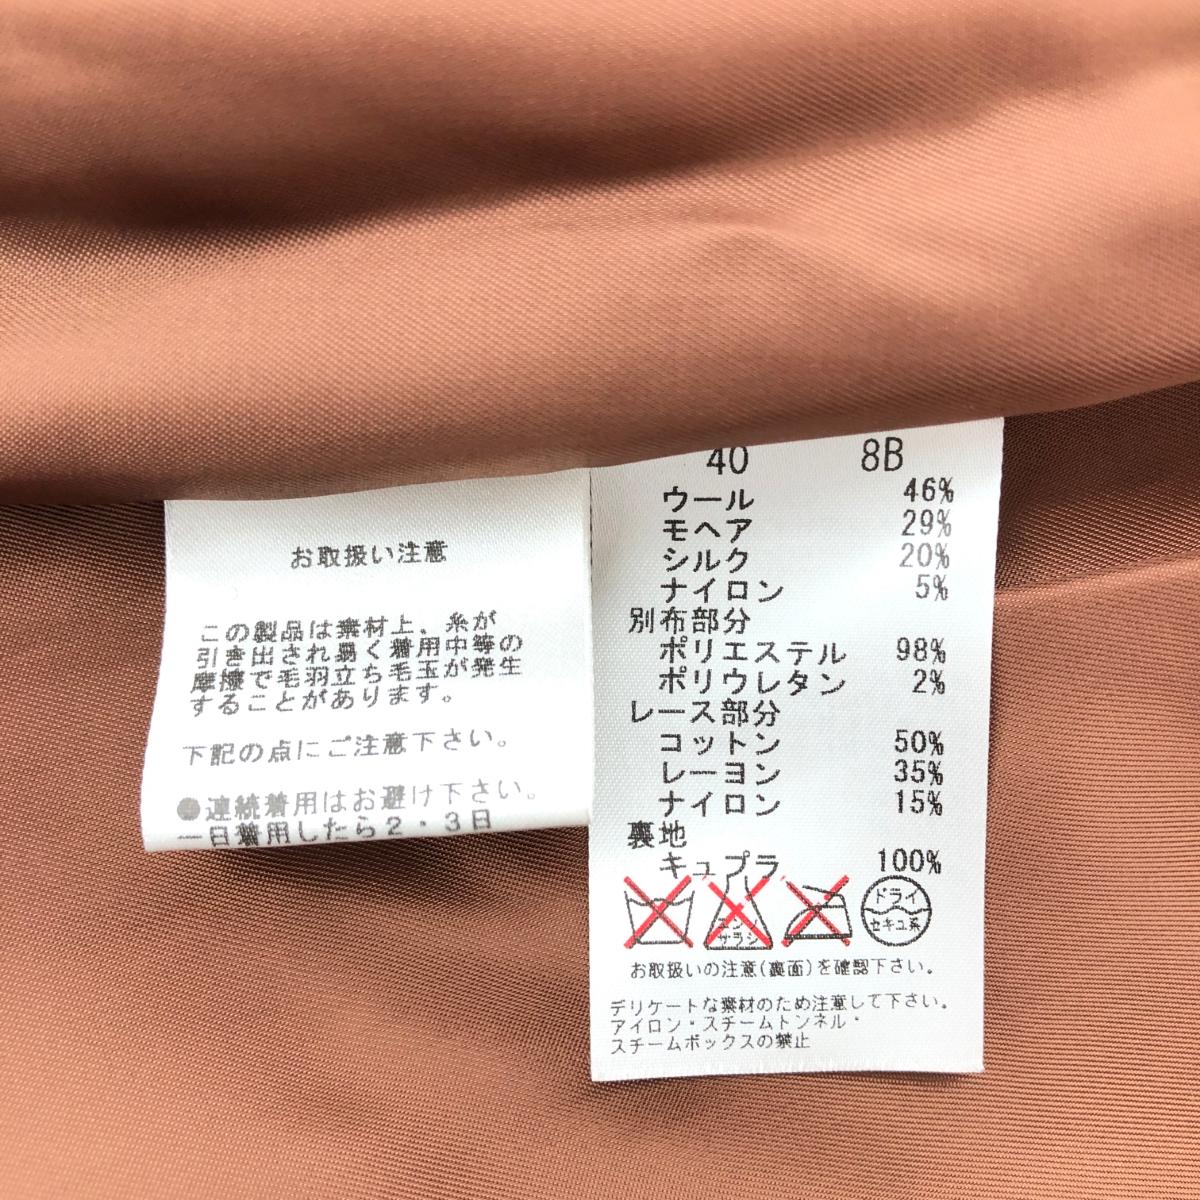 お取扱い注意
この製品は素材上、糸が
引き出され易く着用中等の
摩擦で毛羽立ち毛玉が発生
することがあります。
下記の点にご注意下さい。
●連続着用はお避け下さい。
一日着用したら2・3日
40 8B
ウール 46%
モヘア 29%
シルク 20%
ナイロン 5%
別布部分
ポリエステル 98%
ポリウレタン 2%
レース部分
コットン 50%
レーヨン 35%
ナイロン 15%
裏地
キュプラ 100%
エンソ
サラシ
ドライ
セキユ系
お取扱いの注意(裏面)を確認下さい。
デリケートな素材のため注意して下さい。
アイロン・スチームトンネル・
スチームボックスの禁止